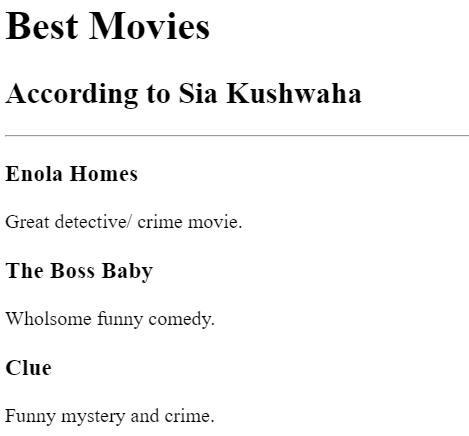 Best Movies
According to Sia Kushwaha
Enola Homes
Great detective/ crime movie.
The Boss Baby
Wholsome funny comedy.
Clue
Funny mystery and crime.